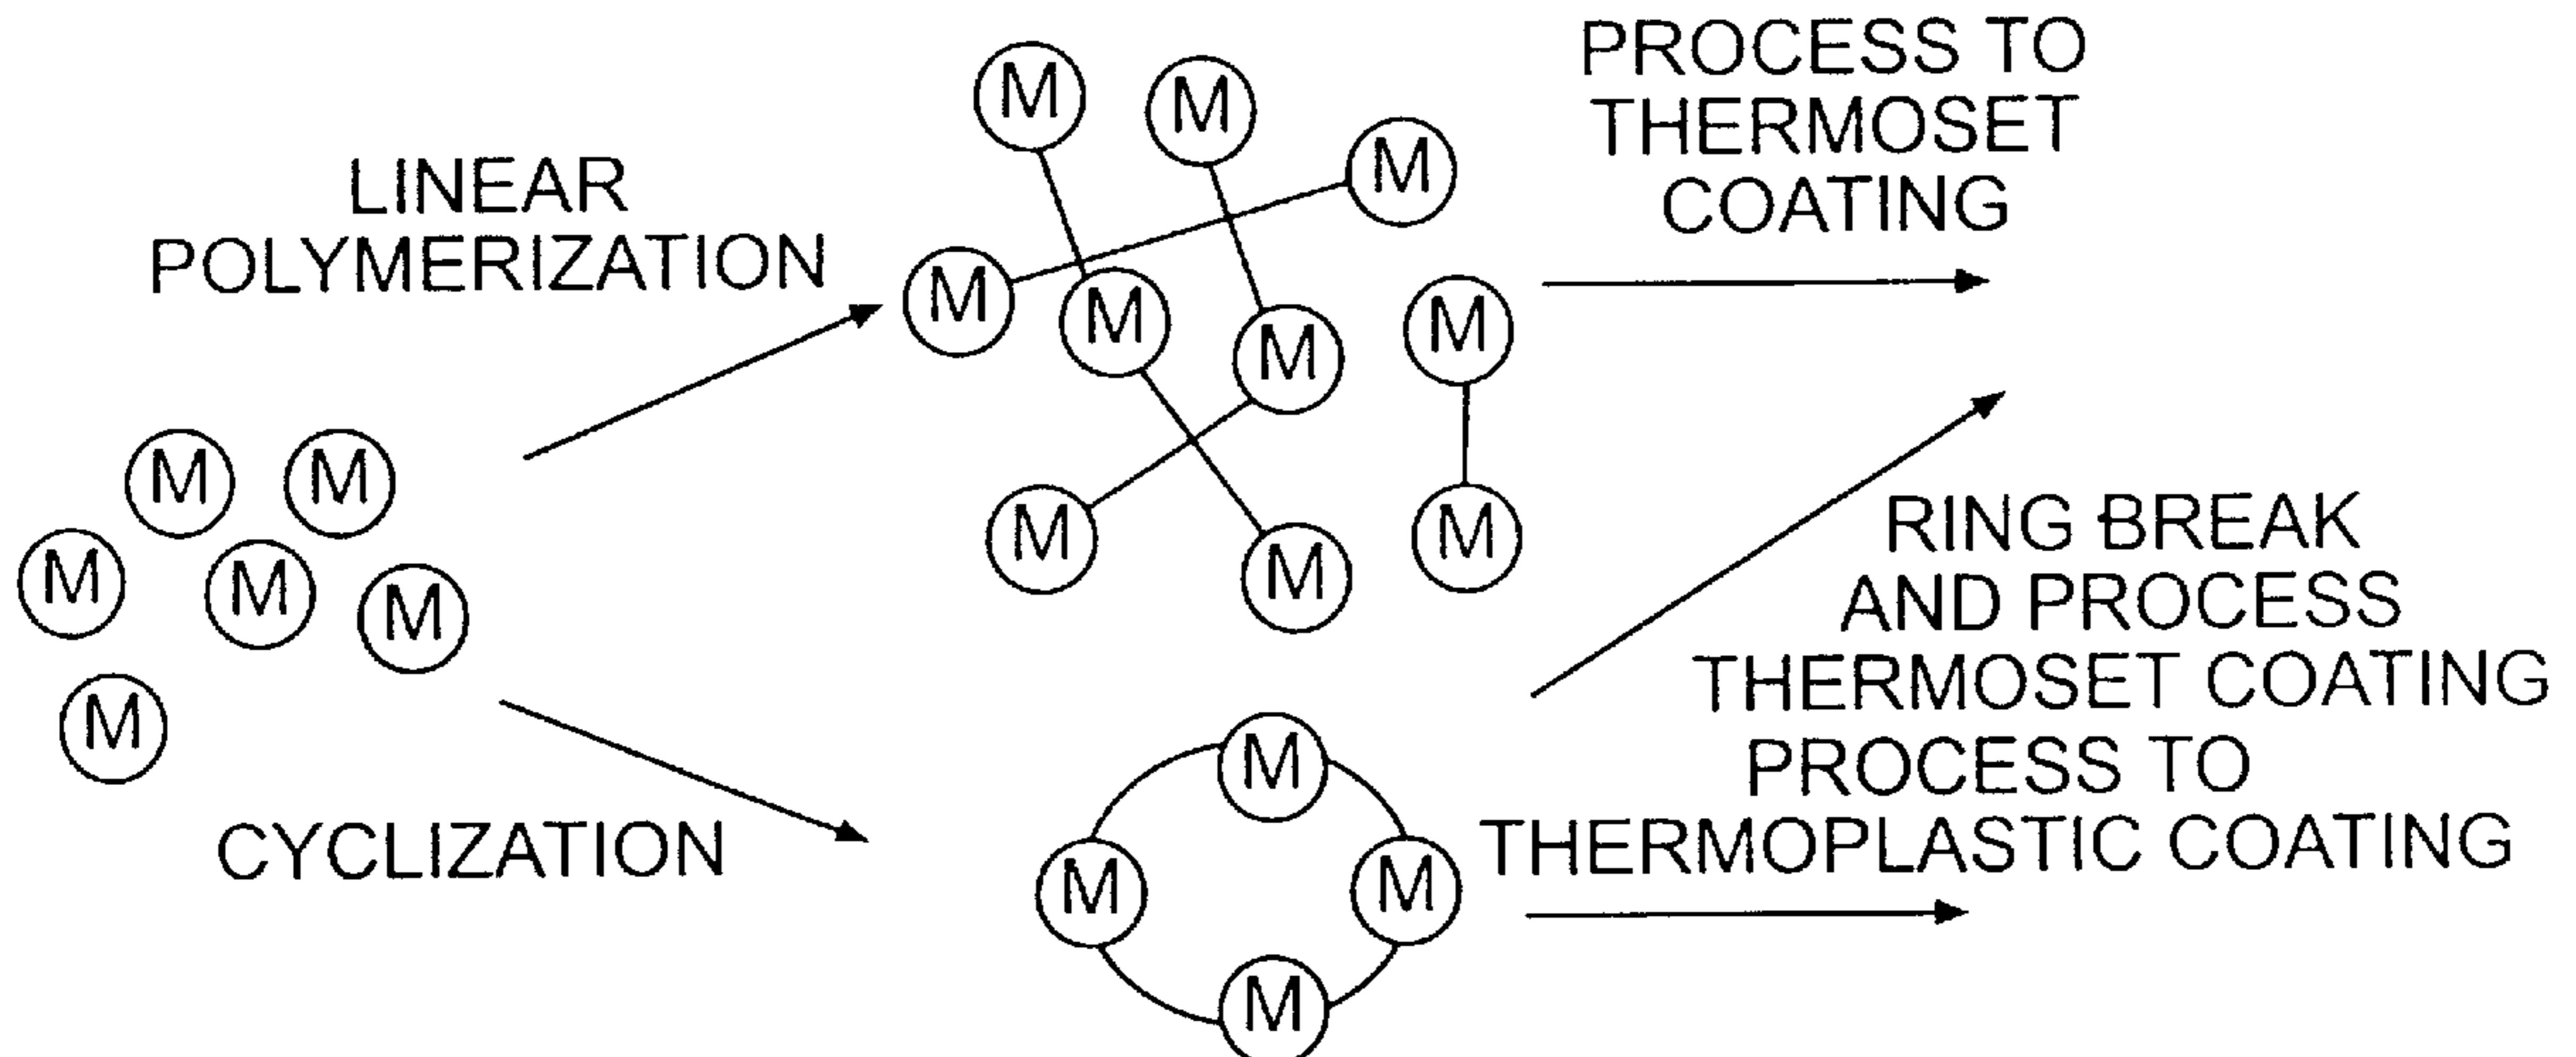 LINEAR
POLYMERIZATION
M M
M M M
M
CYCLIZATION
M M
M
M
M
M
M
M
M
M
M
M
M
M
PROCESS TO
THERMOSET
COATING
RING BREAK
AND PROCESS
THERMOSET COATING
PROCESS TO
THERMOPLASTIC COATING